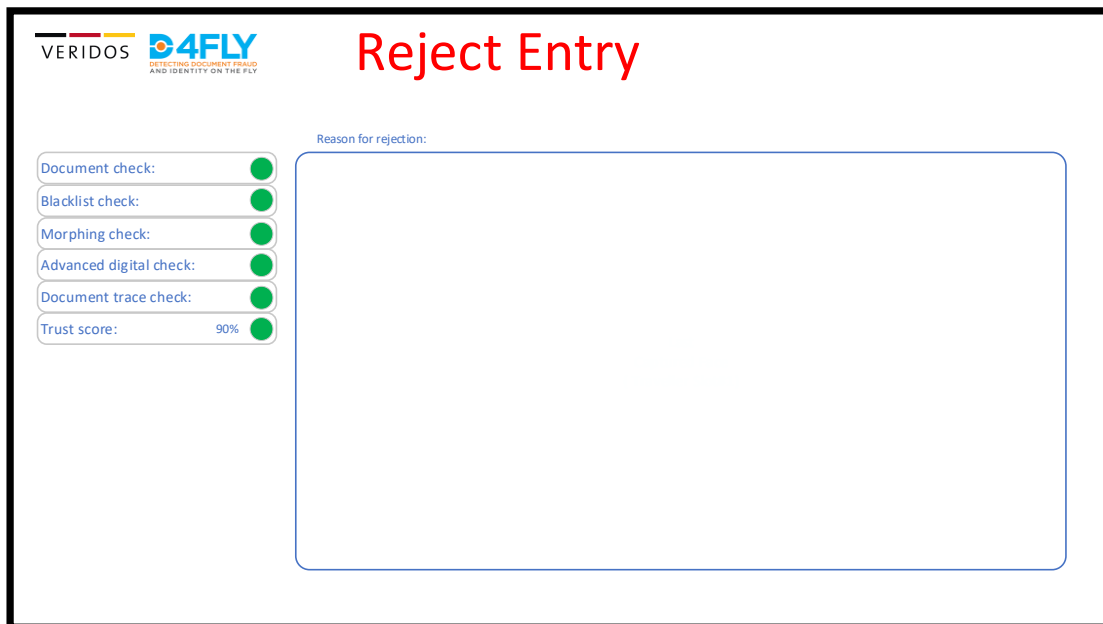 VERIDOS
D4FLY
DETECTING DOCUMENT FRAUD
AND IDENTITY ON THE FLY
Reject Entry
Reason for rejection:
Document check:
Blacklist check:
Morphing check:
Advanced digital check:
Document trace check:
Trust score: 90%